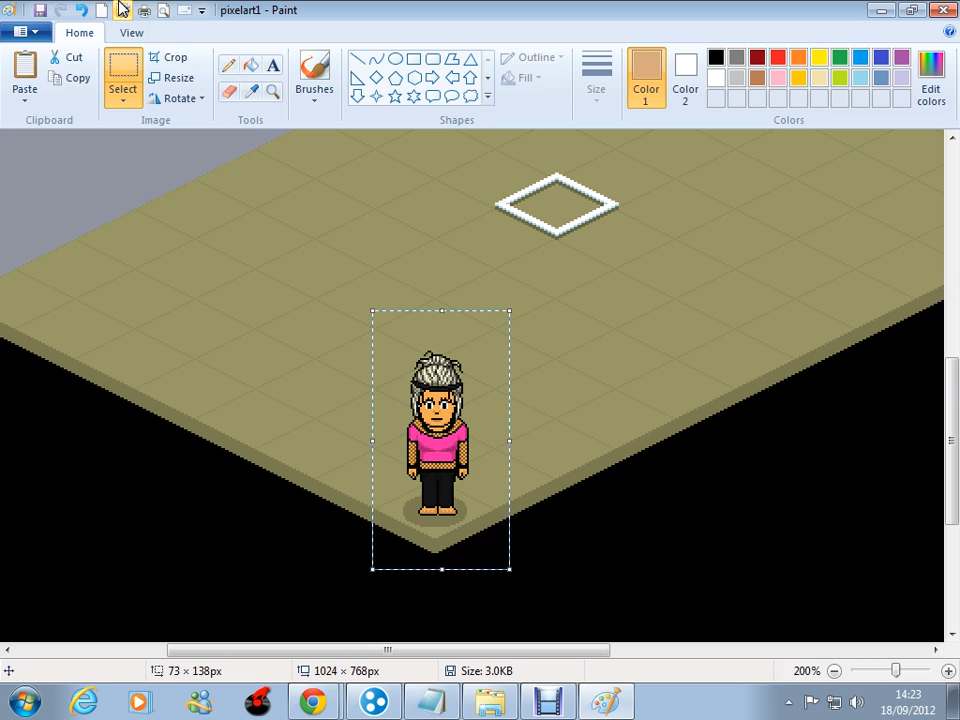 pixelart1 - Paint
Home View
Paste Cut Copy Select Crop Resize Rotate A Brushes Outline Fill Size Color 1 Color 2 Edit colors
Clipboard Image Tools Shapes Colors
73 × 138px 1024 × 768px Size: 3.0KB 200%
14:23
18/09/2012